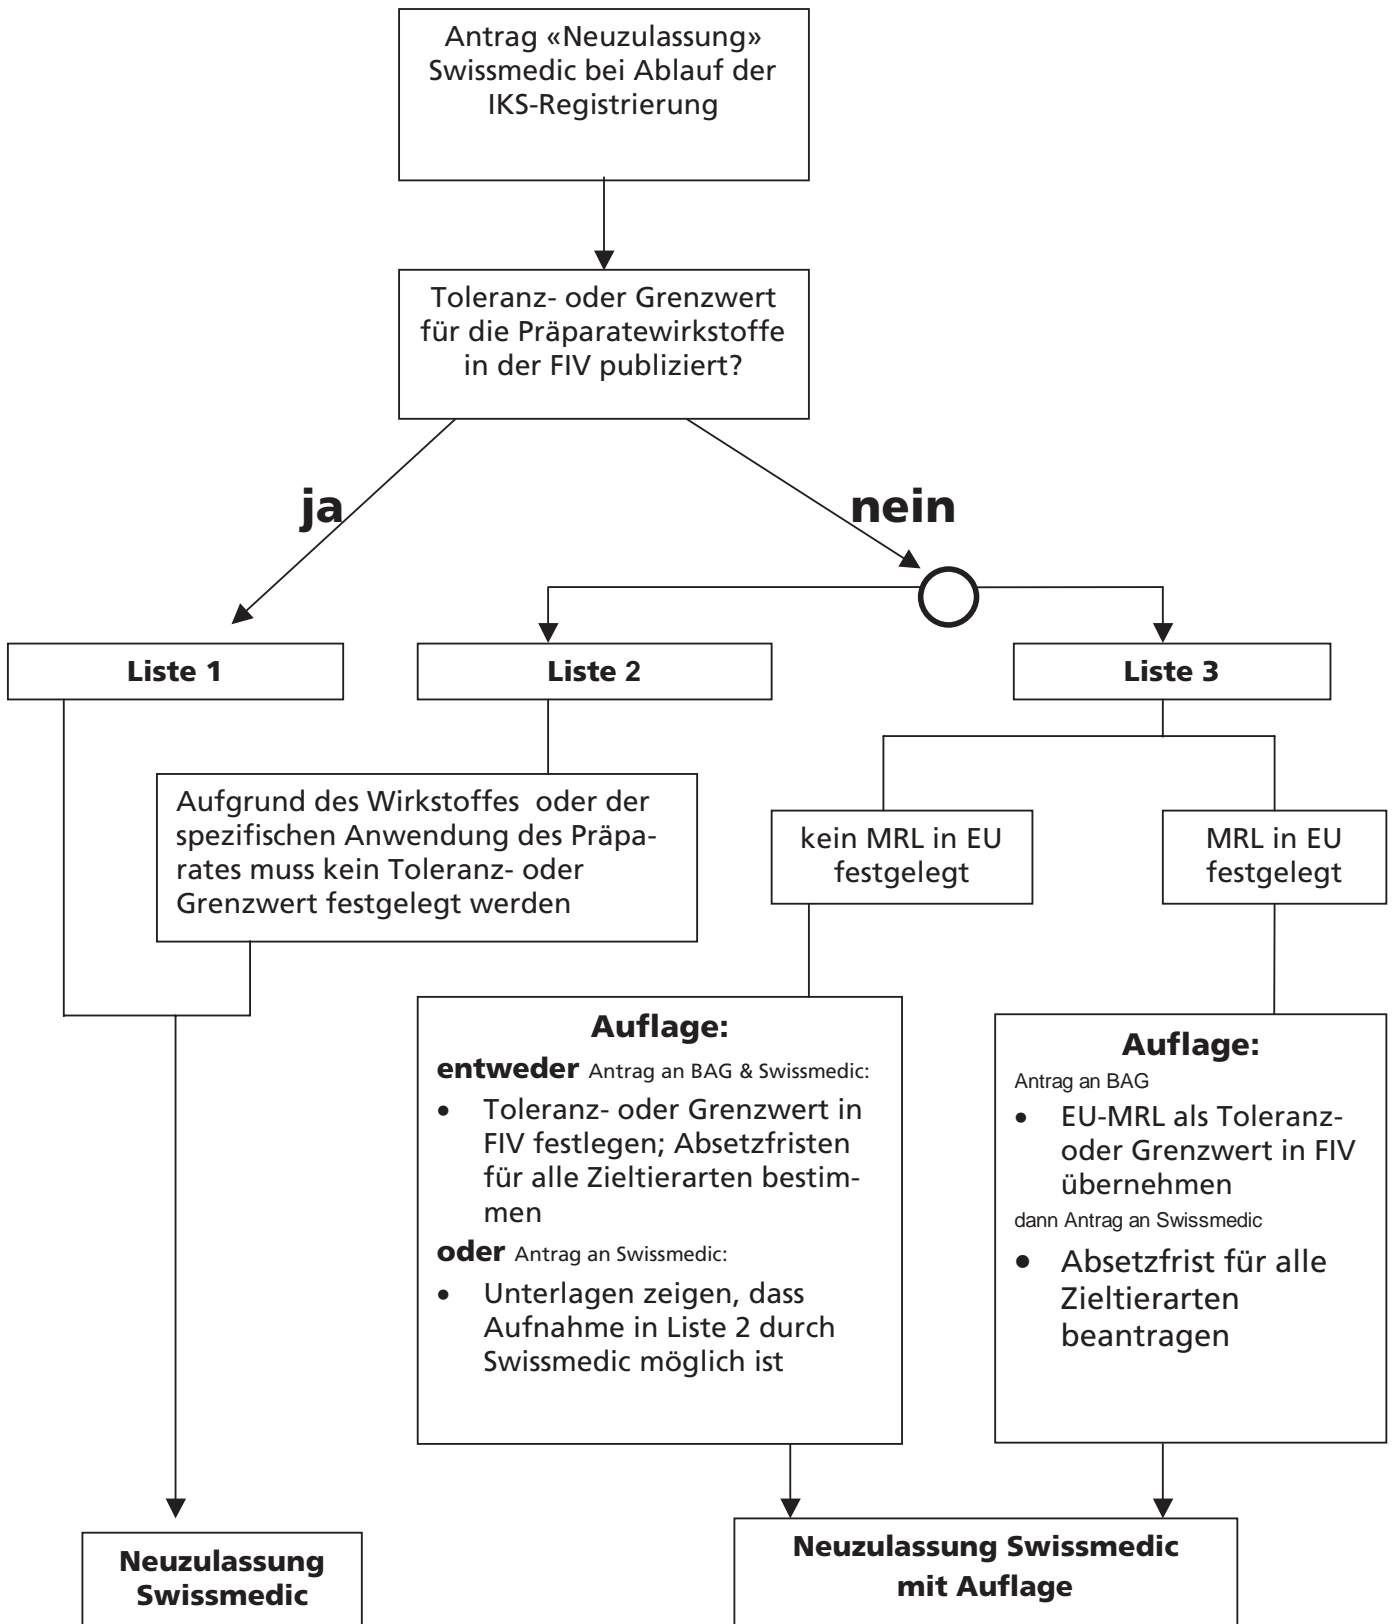 Antrag «Neuzulassung»
Swissmedic bei Ablauf der
IKS-Registrierung
Toleranz- oder Grenzwert
für die Präparatewirkstoffe
in der FIV publiziert?
ja
nein
Liste 1
Liste 2
Liste 3
Aufgrund des Wirkstoffes oder der
spezifischen Anwendung des Präpa-
rates muss kein Toleranz- oder
Grenzwert festgelegt werden
kein MRL in EU
festgelegt
MRL in EU
festgelegt
Auflage:
entweder Antrag an BAG & Swissmedic:
• Toleranz- oder Grenzwert in
FIV festlegen; Absetzfristen
für alle Zieltierarten bestim-
men
oder Antrag an Swissmedic:
• Unterlagen zeigen, dass
Aufnahme in Liste 2 durch
Swissmedic möglich ist
Auflage:
Antrag an BAG
• EU-MRL als Toleranz-
oder Grenzwert in FIV
übernehmen
dann Antrag an Swissmedic
• Absetzfrist für alle
Zieltierarten
beantragen
Neuzulassung
Swissmedic
Neuzulassung Swissmedic
mit Auflage